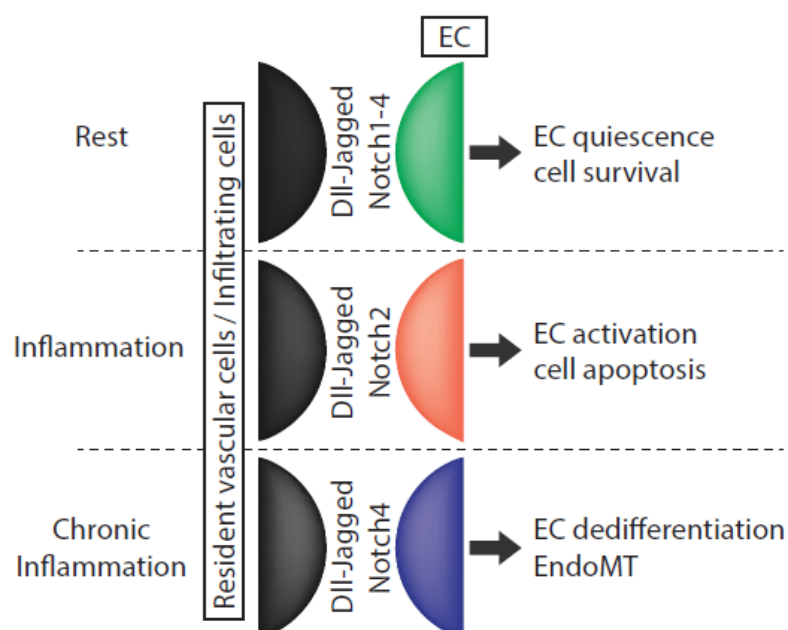 EC
Resident vascular cells / Infiltrating cells
Rest
Dll-Jagged
Notch1-4
EC quiescence
cell survival
Inflammation
Dll-Jagged
Notch2
EC activation
cell apoptosis
Chronic
Inflammation
Dll-Jagged
Notch4
EC dedifferentiation
EndoMT